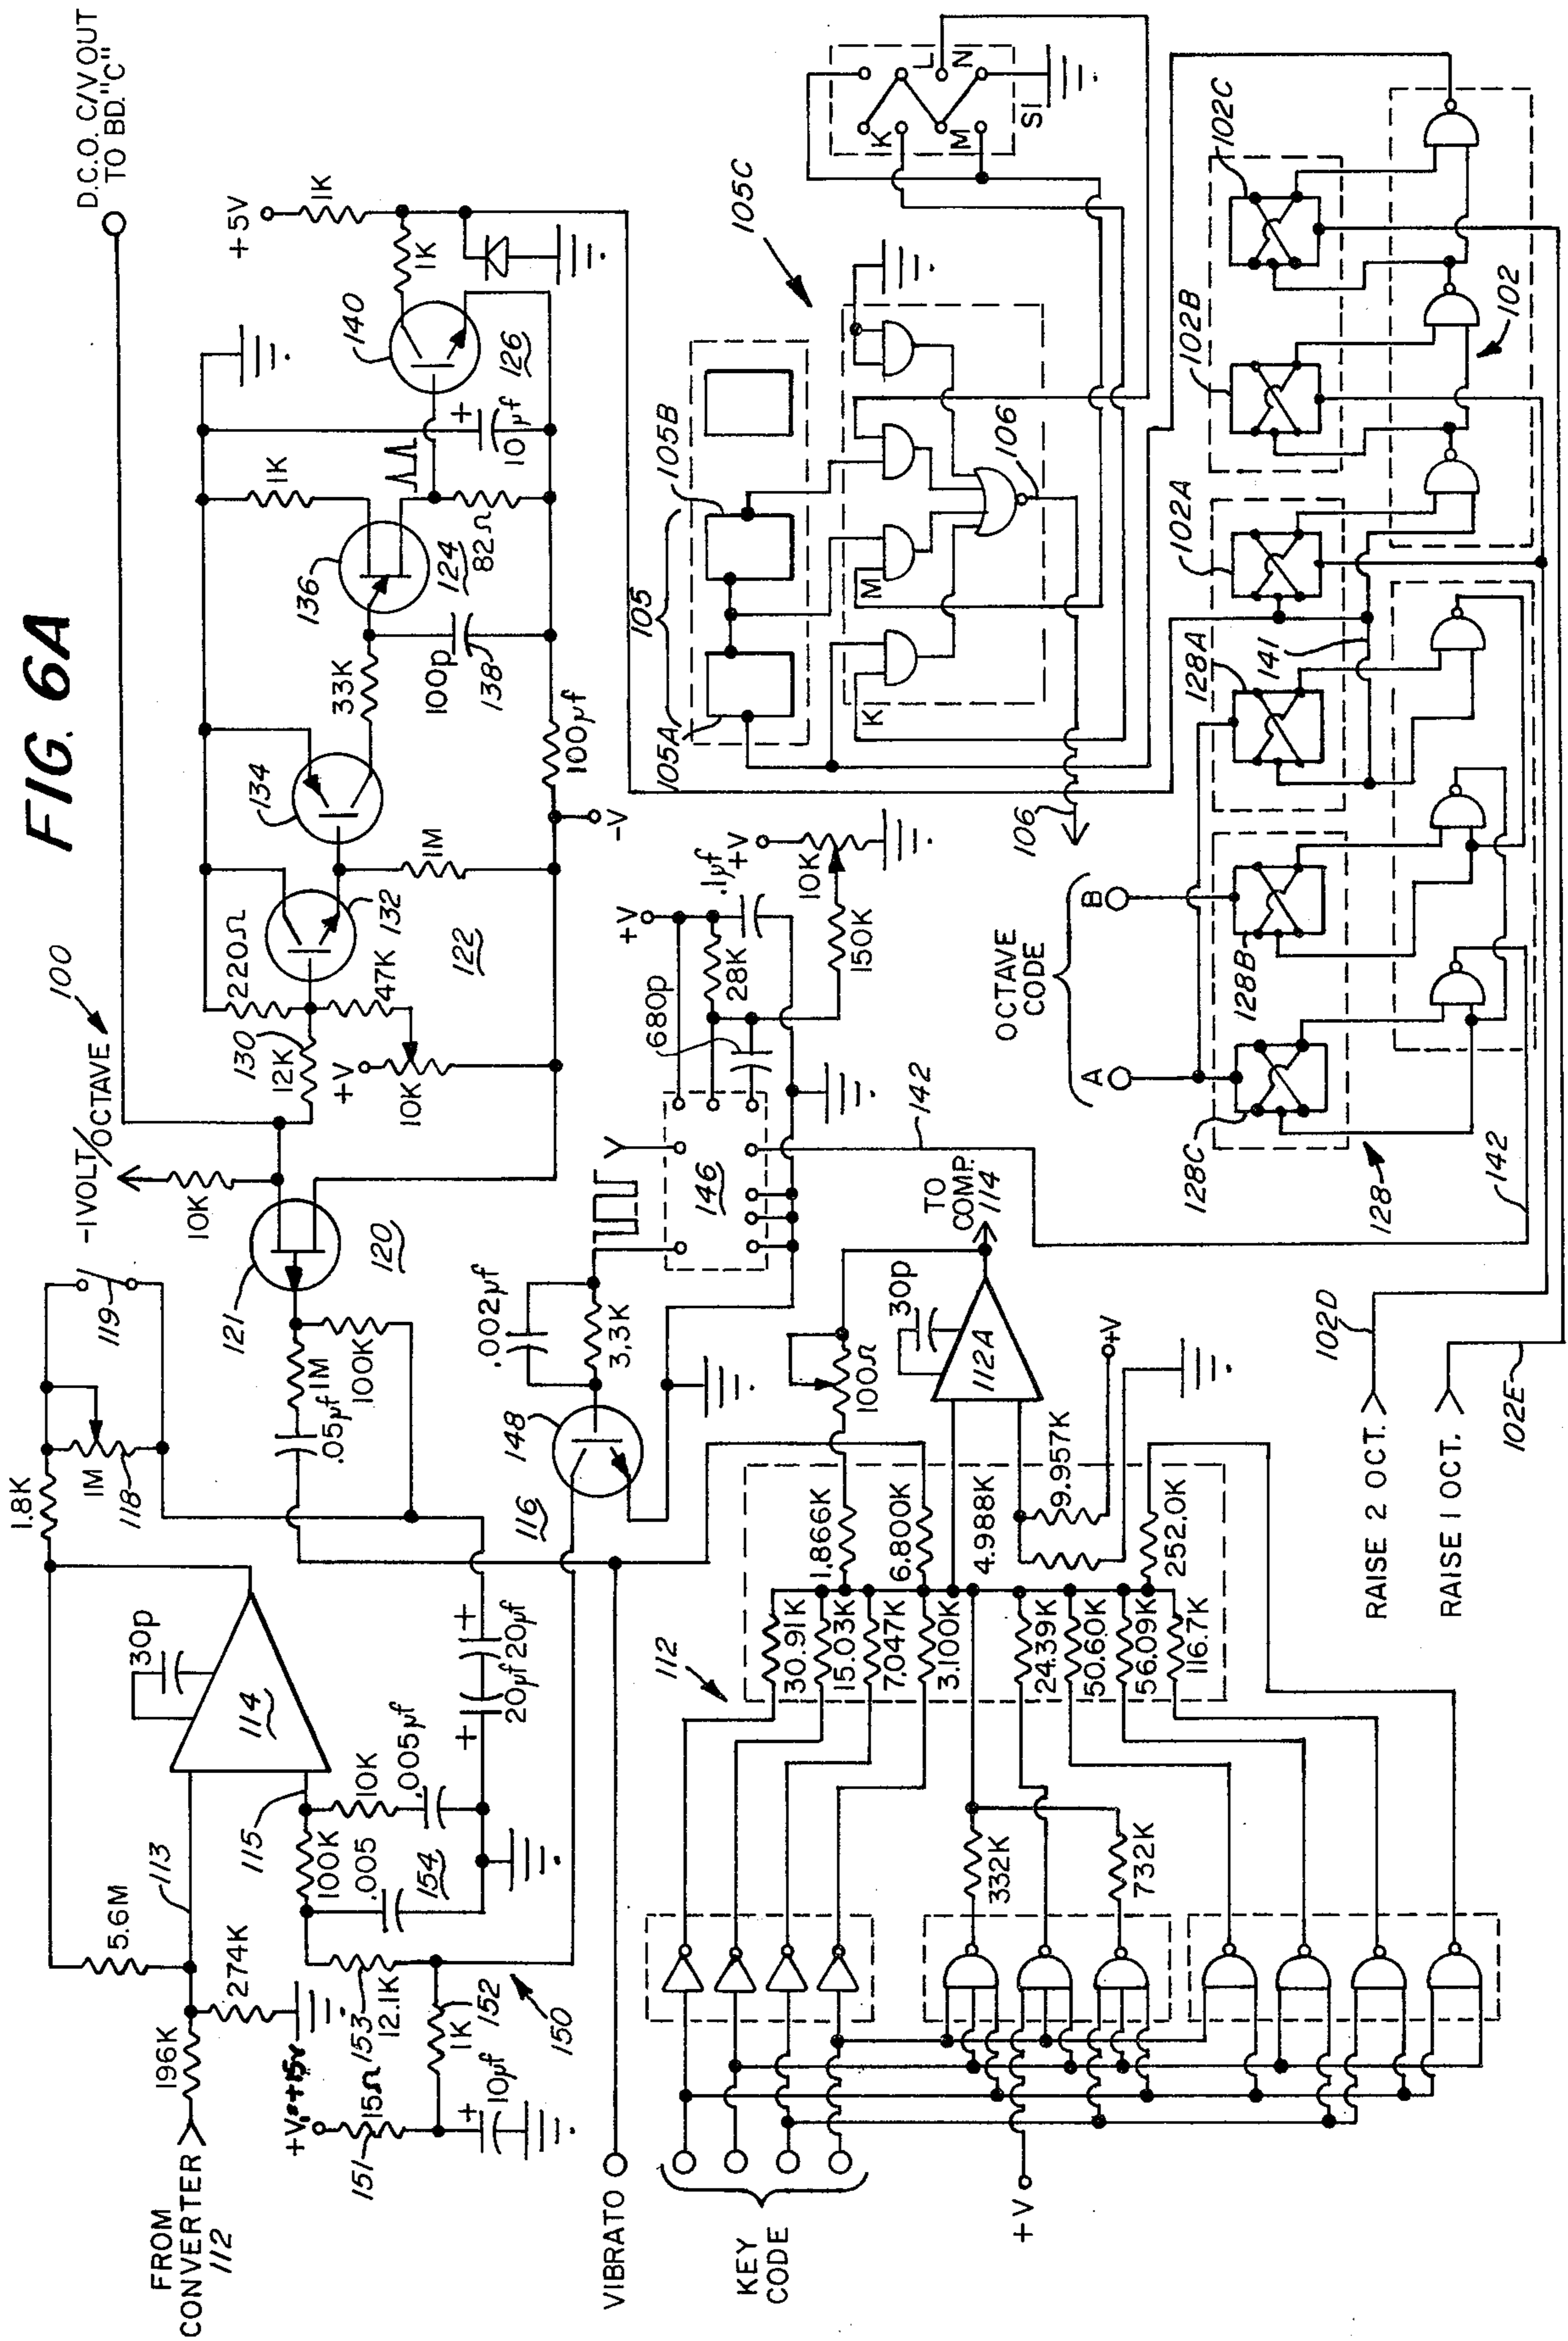 FIG. 6A
D.C.O. C/V OUT
TO BD. "C"
100
-1VOLT/OCTAVE
10K
+V
10K
130
12K
220Ω
47K
132
122
134
1M
-V
100µf
33K
100p
138
136
124
82Ω
1K
10µf
+
140
126
+5V
1K
1K
1.8K
1M
118
119
121
120
.05µf
1M
100K
30p
114
5.6M
113
115
274K
196K
FROM
CONVERTER
112
+V=+15V
15Ω
151
153
12.1K
1K
152
10µf
+
150
100K
.005
154
10K
.005µf
20µf
20µf
+
+
116
148
.002µf
3.3K
146
142
680p
28K
.1µf
+V
+V
10K
150K
VIBRATO
KEY
CODE
+V
332K
732K
112
30.91K
15.03K
7.047K
3.100K
24.39K
50.60K
56.09K
116.7K
1.866K
6.800K
4.988K
9.957K
252.0K
100Ω
30p
112A
TO
COMP.
114
+V
105
105A
105B
105C
K
M
106
106
K
L
M
N
S1
OCTAVE
CODE
A
B
128C
128B
128A
128
141
142
102A
102B
102C
102
102D
102E
RAISE 2 OCT.
RAISE 1 OCT.